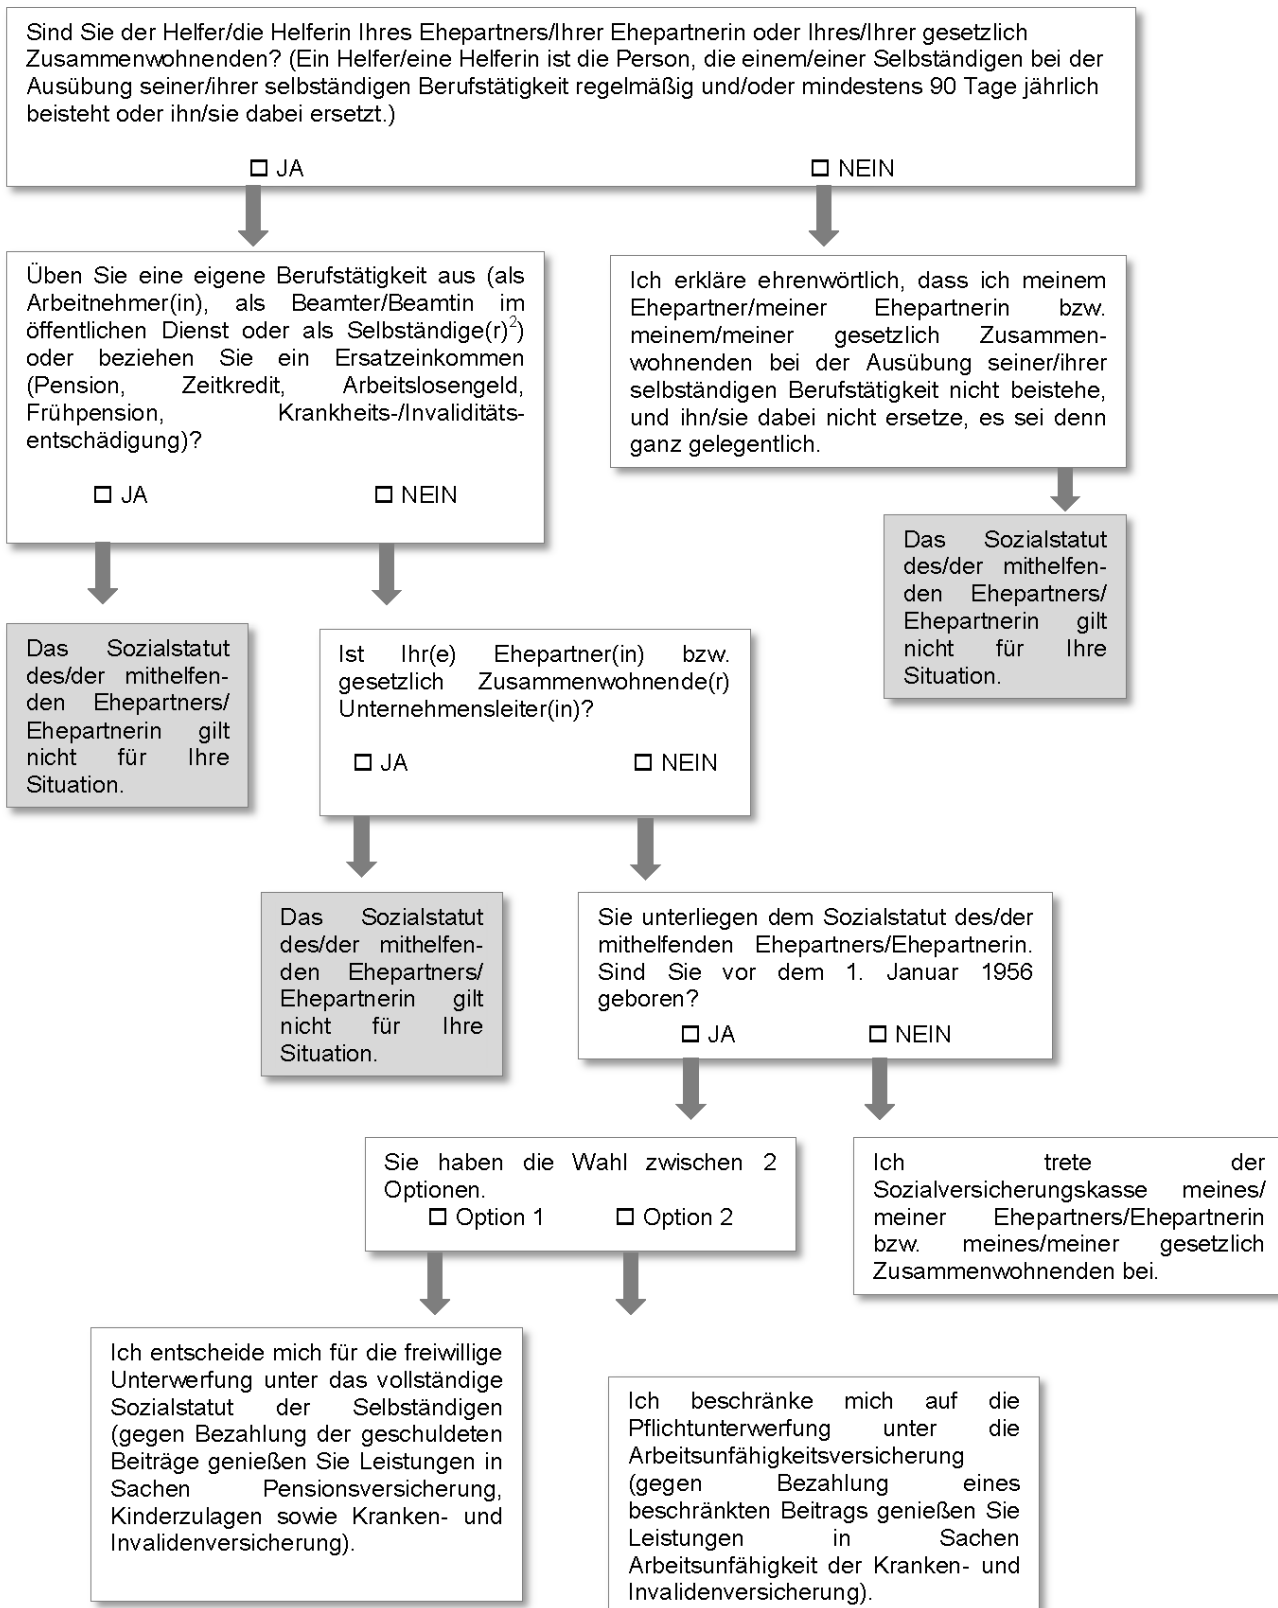 Sind Sie der Helfer/die Helferin Ihres Ehepartners/Ihrer Ehepartnerin oder Ihres/Ihrer gesetzlich
Zusammenwohnenden? (Ein Helfer/eine Helferin ist die Person, die einem/einer Selbständigen bei der
Ausübung seiner/ihrer selbständigen Berufstätigkeit regelmäßig und/oder mindestens 90 Tage jährlich
beisteht oder ihn/sie dabei ersetzt.)
☐ JA ☐ NEIN
Üben Sie eine eigene Berufstätigkeit aus (als
Arbeitnehmer(in), als Beamter/Beamtin im
öffentlichen Dienst oder als Selbständige(r)²)
oder beziehen Sie ein Ersatzeinkommen
(Pension, Zeitkredit, Arbeitslosengeld,
Frühpension, Krankheits-/Invaliditäts-
entschädigung)?
☐ JA ☐ NEIN
Ich erkläre ehrenwörtlich, dass ich meinem
Ehepartner/meiner Ehepartnerin bzw.
meinem/meiner gesetzlich Zusammen-
wohnenden bei der Ausübung seiner/ihrer
selbständigen Berufstätigkeit nicht beistehe,
und ihn/sie dabei nicht ersetze, es sei denn
ganz gelegentlich.
Das Sozialstatut
des/der mithelfen-
den Ehepartners/
Ehepartnerin gilt
nicht für Ihre
Situation.
Das Sozialstatut
des/der mithelfen-
den Ehepartners/
Ehepartnerin gilt
nicht für Ihre
Situation.
Ist Ihr(e) Ehepartner(in) bzw.
gesetzlich Zusammenwohnende(r)
Unternehmensleiter(in)?
☐ JA ☐ NEIN
Das Sozialstatut
des/der mithelfen-
den Ehepartners/
Ehepartnerin gilt
nicht für Ihre
Situation.
Sie unterliegen dem Sozialstatut des/der
mithelfenden Ehepartners/Ehepartnerin.
Sind Sie vor dem 1. Januar 1956
geboren?
☐ JA ☐ NEIN
Sie haben die Wahl zwischen 2
Optionen.
☐ Option 1 ☐ Option 2
Ich trete der
Sozialversicherungskasse meines/
meiner Ehepartners/Ehepartnerin
bzw. meines/meiner gesetzlich
Zusammenwohnenden bei.
Ich entscheide mich für die freiwillige
Unterwerfung unter das vollständige
Sozialstatut der Selbständigen
(gegen Bezahlung der geschuldeten
Beiträge genießen Sie Leistungen in
Sachen Pensionsversicherung,
Kinderzulagen sowie Kranken- und
Invalidenversicherung).
Ich beschränke mich auf die
Pflichtunterwerfung unter die
Arbeitsunfähigkeitsversicherung
(gegen Bezahlung eines
beschränkten Beitrags genießen Sie
Leistungen in Sachen
Arbeitsunfähigkeit der Kranken- und
Invalidenversicherung).